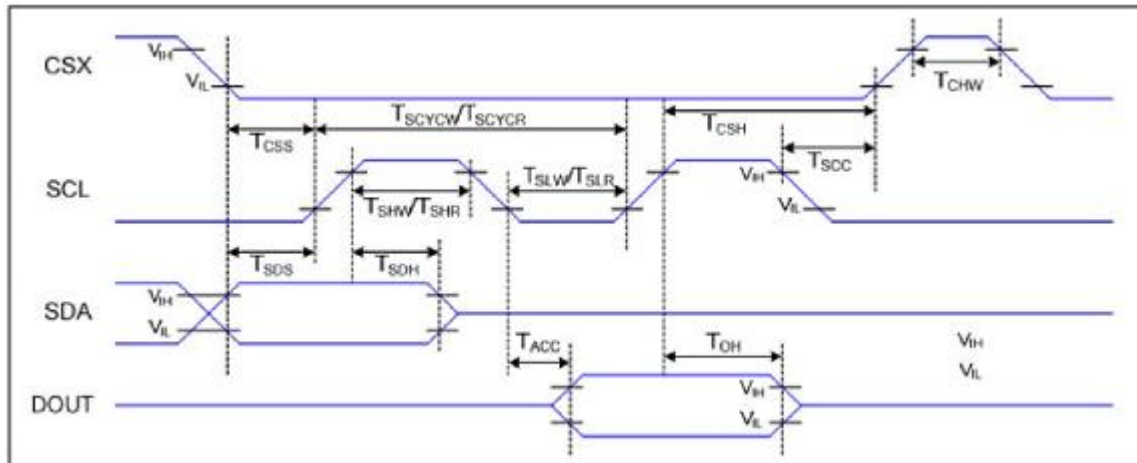 CSX
VIH
VIL
TCHW
TSCYCW/TSCYCR
TCSS
TCSH
TSCC
SCL
TSLW/TSLR
VIH
TSHW/TSHR
VIL
TSDS
TSDH
SDA
VIH
VIL
TACC
TOH
VIH
VIL
DOUT
VIH
VIL